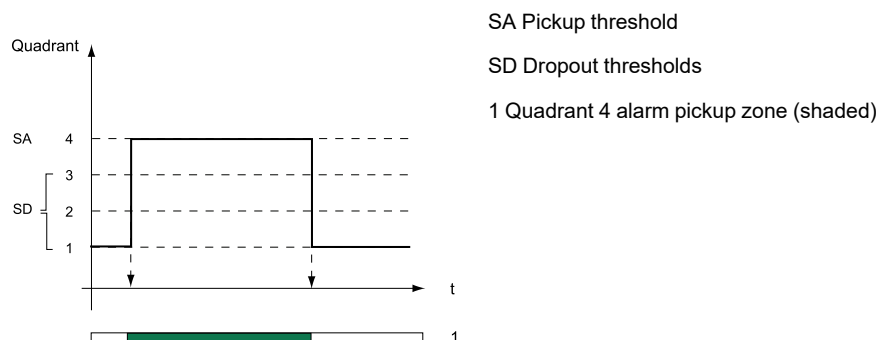 SA Pickup threshold
Quadrant
SD Dropout thresholds
1 Quadrant 4 alarm pickup zone (shaded)
SA 4
3
SD 2
1
t
1